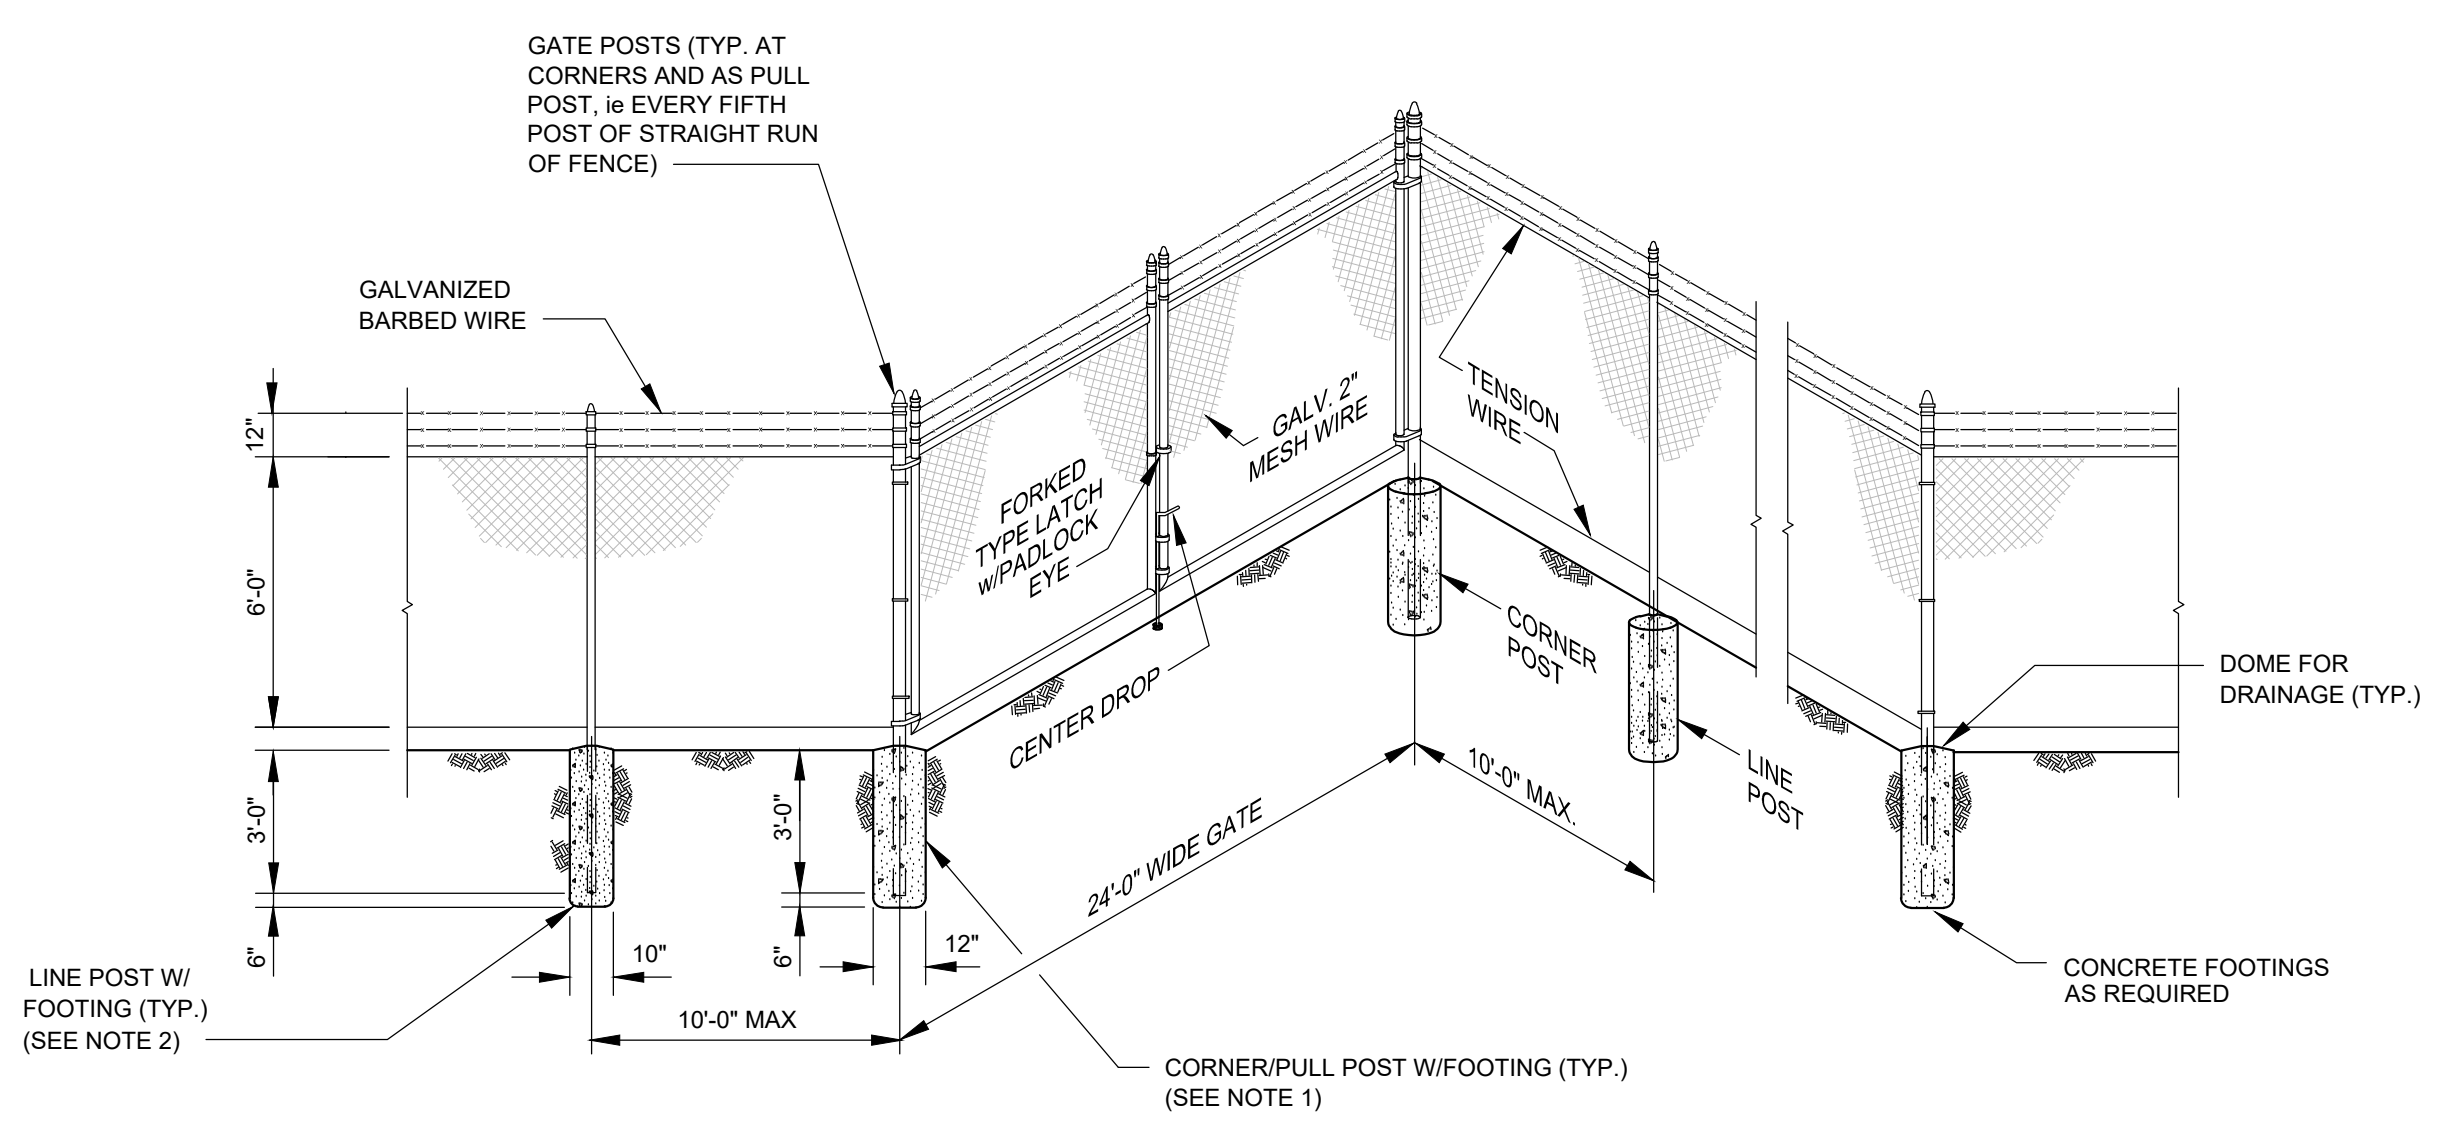 GATE POSTS (TYP. AT
CORNERS AND AS PULL
POST, ie EVERY FIFTH
POST OF STRAIGHT RUN
OF FENCE)
GALVANIZED
BARBED WIRE
12"
6'-0"
3'-0"
6"
3'-0"
6"
10"
12"
10'-0" MAX
LINE POST W/
FOOTING (TYP.)
(SEE NOTE 2)
FORKED
TYPE LATCH
w/PADLOCK
EYE
GALV. 2"
MESH WIRE
TENSION
WIRE
CENTER DROP
CORNER
POST
24'-0" WIDE GATE
10'-0" MAX.
LINE
POST
DOME FOR
DRAINAGE (TYP.)
CONCRETE FOOTINGS
AS REQUIRED
CORNER/PULL POST W/FOOTING (TYP.)
(SEE NOTE 1)